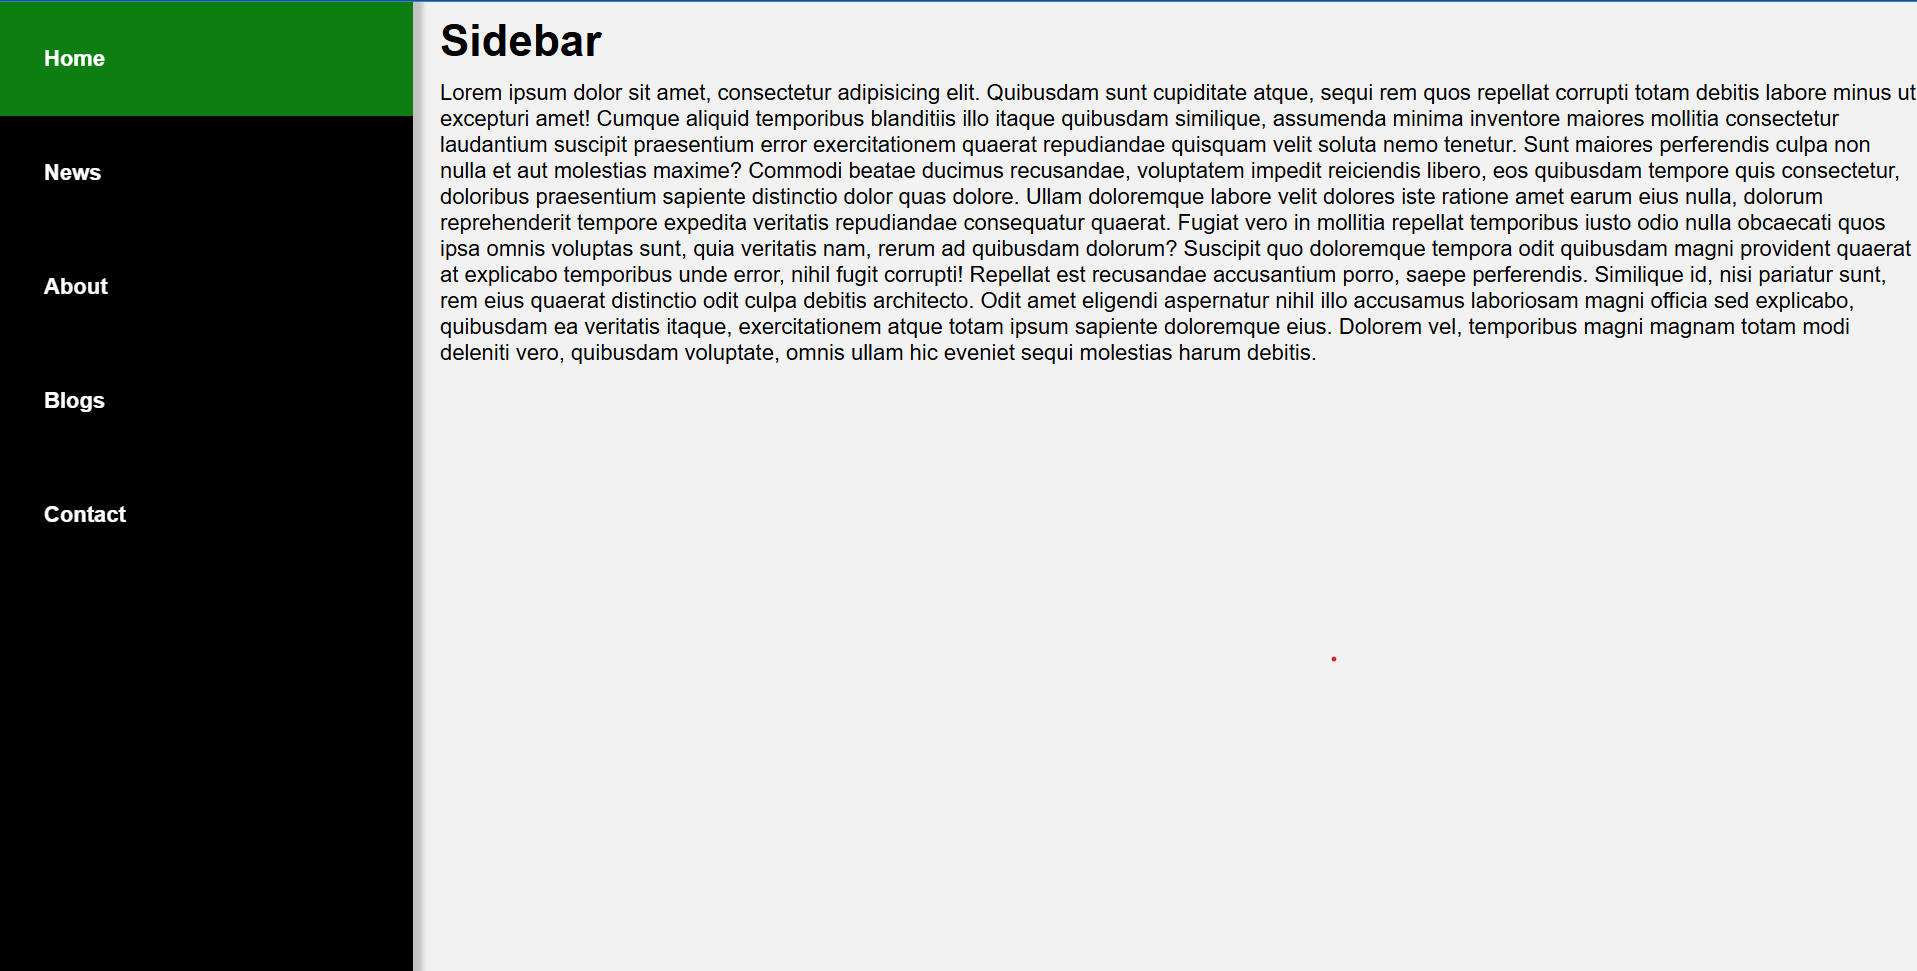 Home
News
About
Blogs
Contact
Sidebar
Lorem ipsum dolor sit amet, consectetur adipisicing elit. Quibusdam sunt cupiditate atque, sequi rem quos repellat corrupti totam debitis labore minus ut
excepturi amet! Cumque aliquid temporibus blanditiis illo itaque quibusdam similique, assumenda minima inventore maiores mollitia consectetur
laudantium suscipit praesentium error exercitationem quaerat repudiandae quisquam velit soluta nemo tenetur. Sunt maiores perferendis culpa non
nulla et aut molestias maxime? Commodi beatae ducimus recusandae, voluptatem impedit reiciendis libero, eos quibusdam tempore quis consectetur,
doloribus praesentium sapiente distinctio dolor quas dolore. Ullam doloremque labore velit dolores iste ratione amet earum eius nulla, dolorum
reprehenderit tempore expedita veritatis repudiandae consequatur quaerat. Fugiat vero in mollitia repellat temporibus iusto odio nulla obcaecati quos
ipsa omnis voluptas sunt, quia veritatis nam, rerum ad quibusdam dolorum? Suscipit quo doloremque tempora odit quibusdam magni provident quaerat
at explicabo temporibus unde error, nihil fugit corrupti! Repellat est recusandae accusantium porro, saepe perferendis. Similique id, nisi pariatur sunt,
rem eius quaerat distinctio odit culpa debitis architecto. Odit amet eligendi aspernatur nihil illo accusamus laboriosam magni officia sed explicabo,
quibusdam ea veritatis itaque, exercitationem atque totam ipsum sapiente doloremque eius. Dolorem vel, temporibus magni magnam totam modi
deleniti vero, quibusdam voluptate, omnis ullam hic eveniet sequi molestias harum debitis.